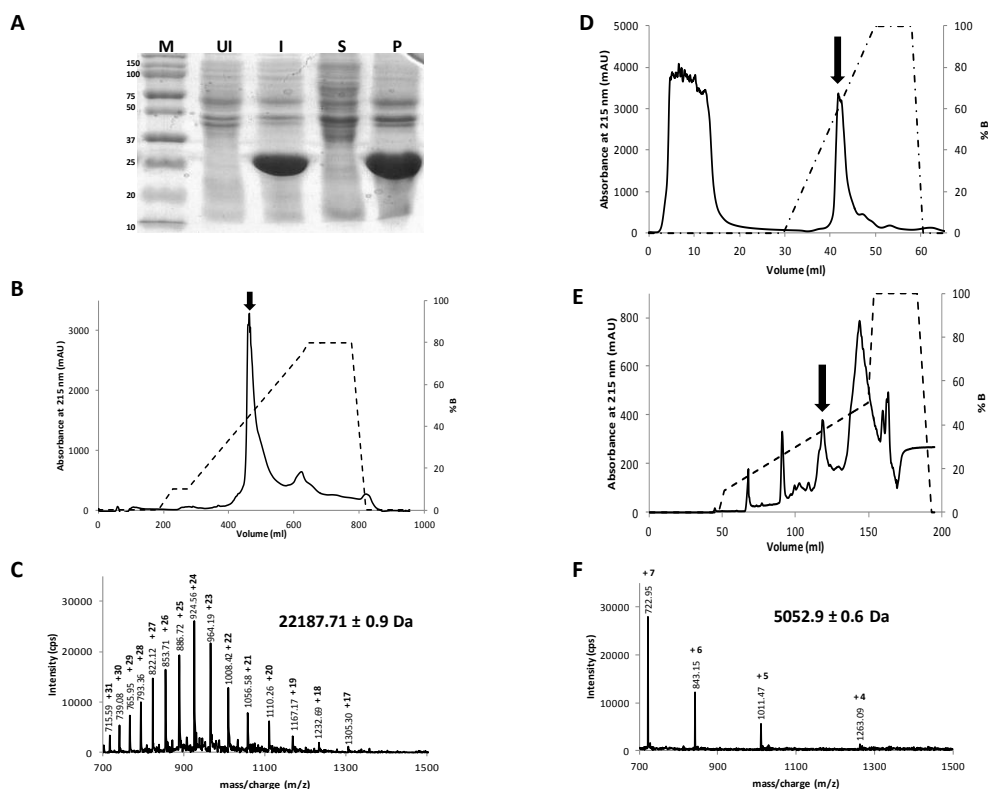 A
M UI I S P
150
100
75
50
37
25
20
10
B
Absorbance at 215 nm (mAU)
3000
2000
1000
0
0 200 400 600 800 1000
Volume (ml)
100
80
60
40
20
10
0
% B
C
Intensity (cps)
30000
20000
10000
0
715.59 +31
739.08 +30
765.95 +29
793.36 +28
822.12 +27
853.71 +26
886.72 +25
924.56 +24
964.19 +23
1008.42 +22
1056.58 +21
1110.26 +20
1167.17 +19
1232.69 +18
1305.30 +17
22187.71 ± 0.9 Da
700 900 1100 1300 1500
mass/charge (m/z)
D
Absorbance at 215 nm (mAU)
5000
4000
3000
2000
1000
0
0 10 20 30 40 50 60
Volume (ml)
100
80
60
40
20
0
% B
E
Absorbance at 215 nm (mAU)
800
600
400
200
0
0 50 100 150 200
Volume (ml)
100
80
60
40
20
10
0
% B
F
Intensity (cps)
30000
20000
10000
0
+ 7
722.95
+ 6
843.15
+ 5
1011.47
+ 4
1263.09
5052.9 ± 0.6 Da
700 900 1100 1300 1500
mass/charge (m/z)